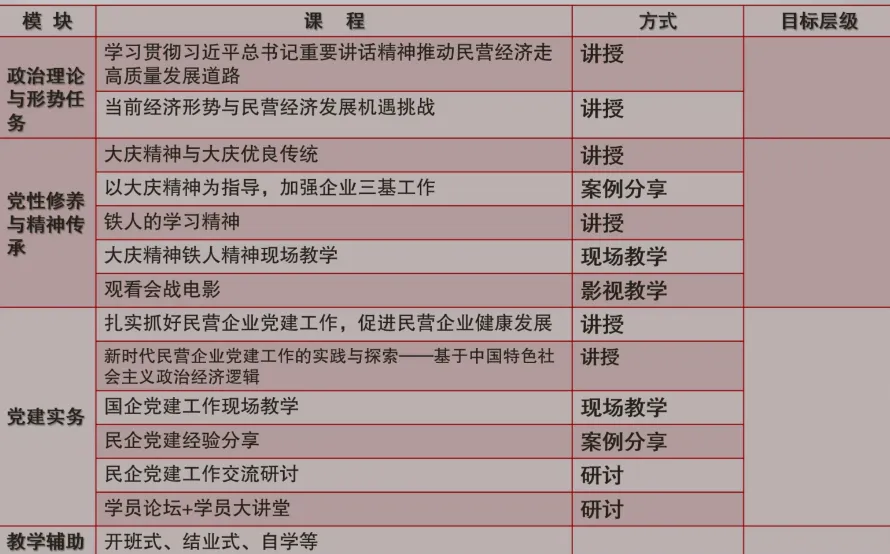 模 块 课 程 方式 目标层级
政治理论
与形势任
务
学习贯彻习近平总书记重要讲话精神推动民营经济走
高质量发展道路
讲授
当前经济形势与民营经济发展机遇挑战 讲授
党性修养
与精神传
承
大庆精神与大庆优良传统 讲授
以大庆精神为指导，加强企业三基工作 案例分享
铁人的学习精神 讲授
大庆精神铁人精神现场教学 现场教学
观看会战电影 影视教学
党建实务
扎实抓好民营企业党建工作，促进民营企业健康发展 讲授
新时代民营企业党建工作的实践与探索——基于中国特色社
会主义政治经济逻辑
讲授
国企党建工作现场教学 现场教学
民企党建经验分享 案例分享
民企党建工作交流研讨 研讨
学员论坛+学员大讲堂 研讨
教学辅助 开班式、结业式、自学等